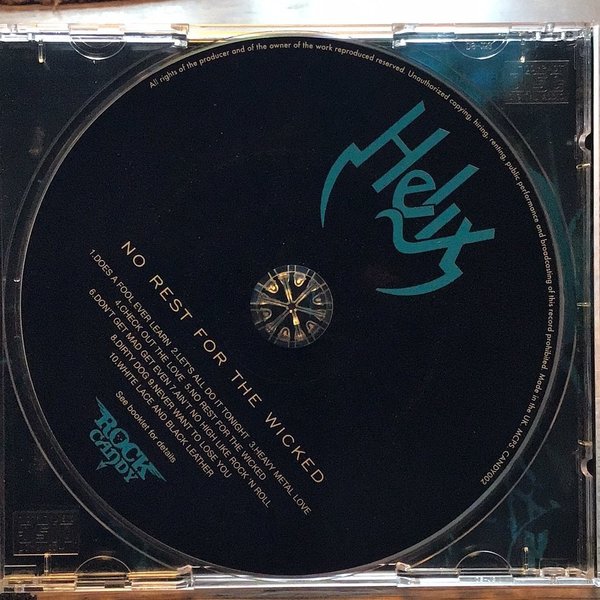 All rights of the producer and of the owner of the work reproduced reserved. Unauthorized copying, hiring, renting, public performance and broadcasting of this record prohibited. Made in the UK. MCPS CANDY002
Helix
NO REST FOR THE WICKED
1.DOES A FOOL EVER LEARN 2.LET'S ALL DO IT TONIGHT 3.HEAVY METAL LOVE
4.CHECK OUT THE LOVE 5.NO REST FOR THE WICKED
6.DON'T GET MAD GET EVEN 7.AIN'T NO HIGH LIKE ROCK 'N ROLL
8.DIRTY DOG 9.NEVER WANT TO LOSE YOU
10.WHITE LACE AND BLACK LEATHER
See booklet for details
ROCK
CANDY